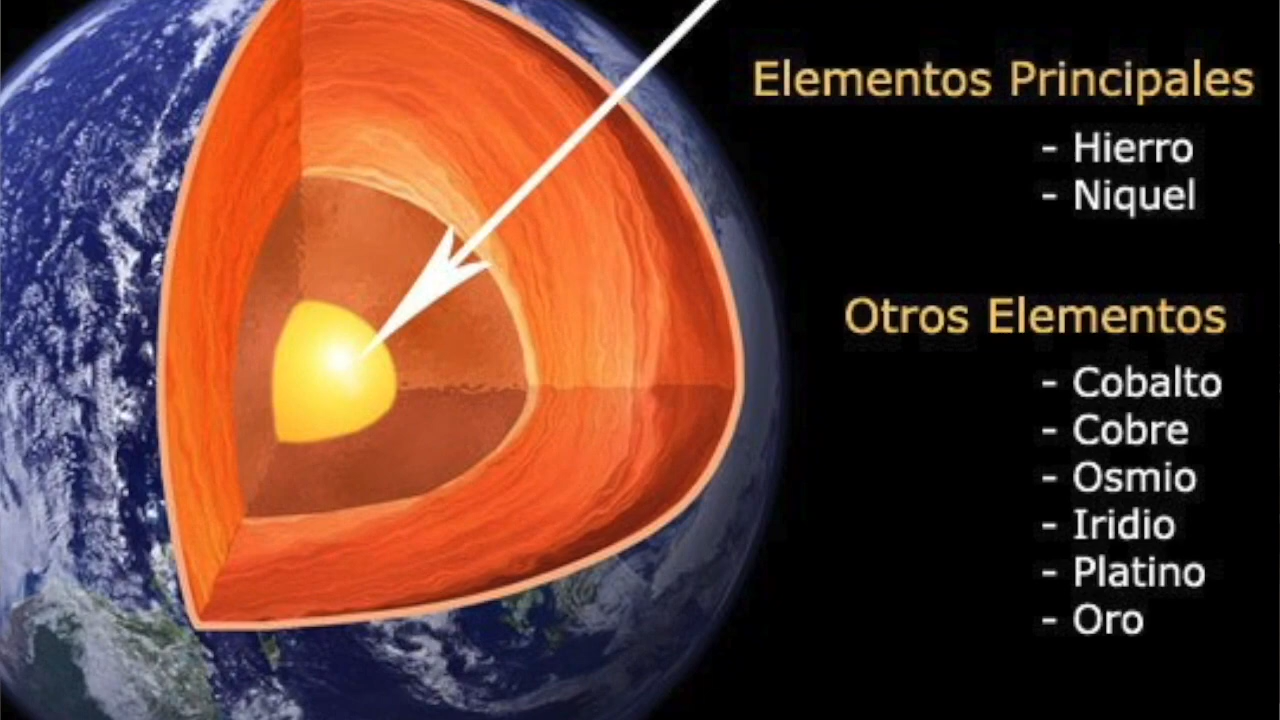 Elementos Principales
- Hierro
- Niquel
Otros Elementos
- Cobalto
- Cobre
- Osmio
- Iridio
- Platino
- Oro